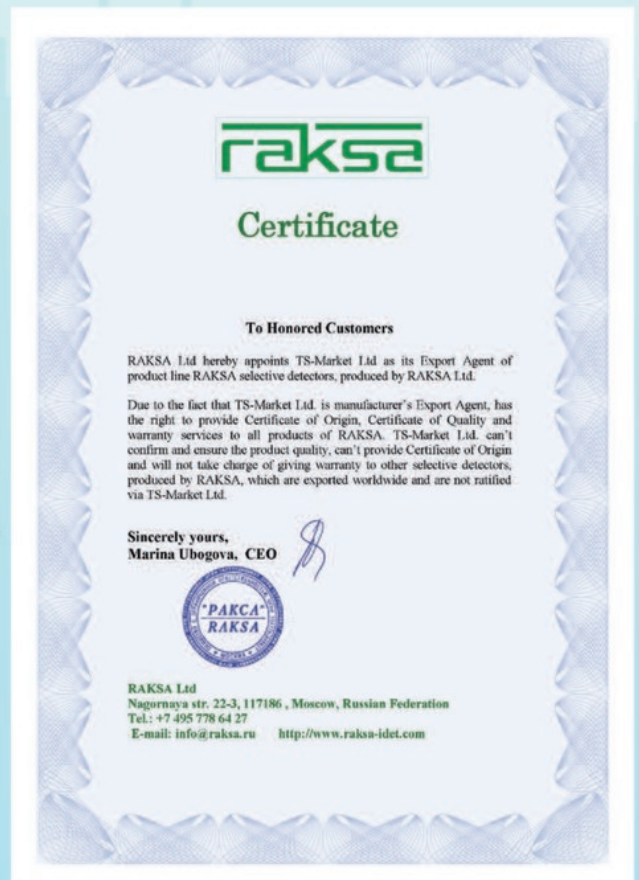 raksa
Certificate
To Honored Customers
RAKSA Ltd hereby appoints TS-Market Ltd as its Export Agent of
product line RAKSA selective detectors, produced by RAKSA Ltd.
Due to the fact that TS-Market Ltd. is manufacturer's Export Agent, has
the right to provide Certificate of Origin, Certificate of Quality and
warranty services to all products of RAKSA. TS-Market Ltd. can't
confirm and ensure the product quality, can't provide Certificate of Origin
and will not take charge of giving warranty to other selective detectors,
produced by RAKSA, which are exported worldwide and are not ratified
via TS-Market Ltd.
Sincerely yours,
Marina Ubogova, CEO
"РАКСА"
RAKSA
RAKSA Ltd
Nagornaya str. 22-3, 117186 , Moscow, Russian Federation
Tel.: +7 495 778 64 27
E-mail: info@raksa.ru http://www.raksa-idet.com